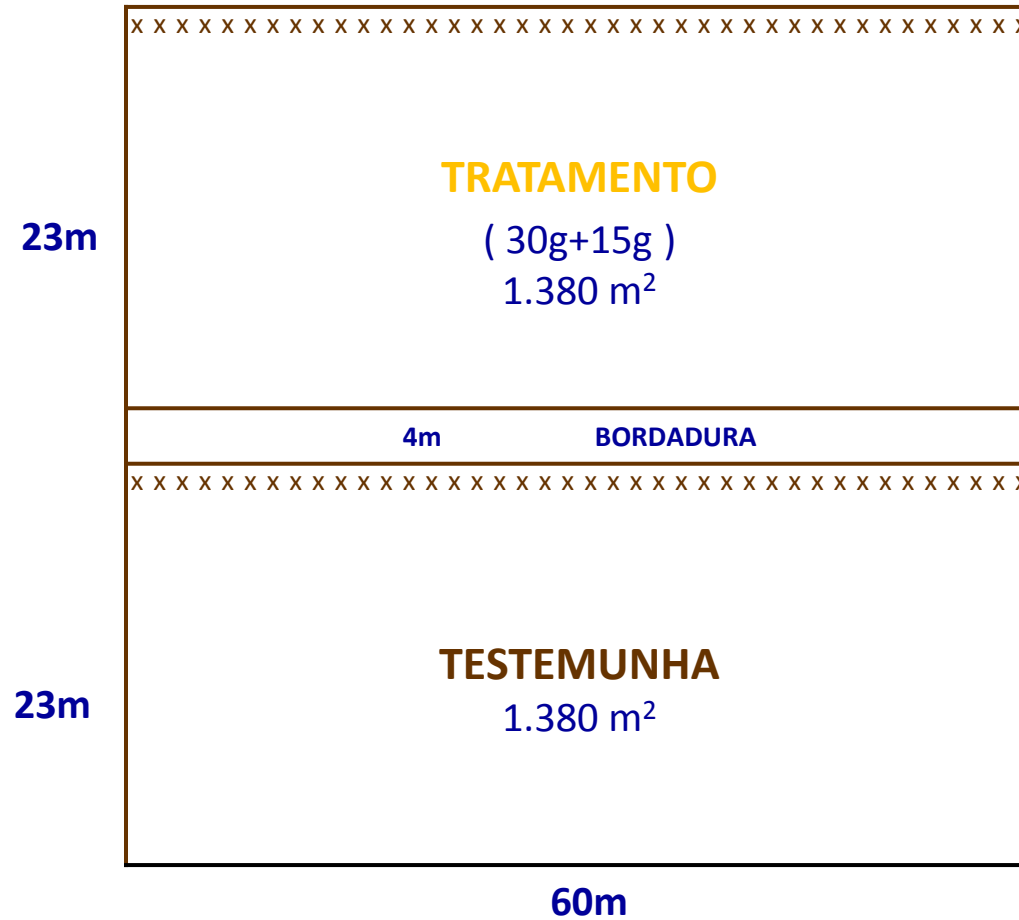 x x x x x x x x x x x x x x x x x x x x x x x x x x x x x x x x x x x x x x x x
TRATAMENTO
23m
( 30g+15g )
1.380 m²
4m BORDADURA
x x x x x x x x x x x x x x x x x x x x x x x x x x x x x x x x x x x x x x x x
TESTEMUNHA
23m
1.380 m²
60m